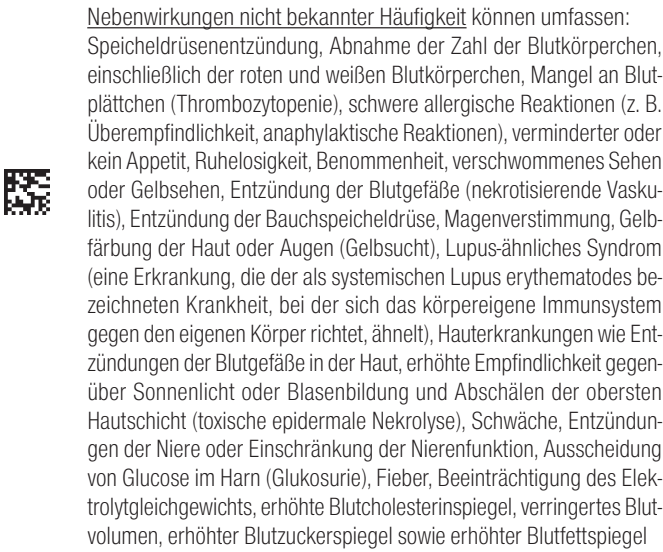 Nebenwirkungen nicht bekannter Häufigkeit können umfassen:
Speicheldrüsenentzündung, Abnahme der Zahl der Blutkörperchen,
einschließlich der roten und weißen Blutkörperchen, Mangel an Blut-
plättchen (Thrombozytopenie), schwere allergische Reaktionen (z. B.
Überempfindlichkeit, anaphylaktische Reaktionen), verminderter oder
kein Appetit, Ruhelosigkeit, Benommenheit, verschwommenes Sehen
oder Gelbsehen, Entzündung der Blutgefäße (nekrotisierende Vasku-
litis), Entzündung der Bauchspeicheldrüse, Magenverstimmung, Gelb-
färbung der Haut oder Augen (Gelbsucht), Lupus-ähnliches Syndrom
(eine Erkrankung, die der als systemischen Lupus erythematodes be-
zeichneten Krankheit, bei der sich das körpereigene Immunsystem
gegen den eigenen Körper richtet, ähnelt), Hauterkrankungen wie Ent-
zündungen der Blutgefäße in der Haut, erhöhte Empfindlichkeit gegen-
über Sonnenlicht oder Blasenbildung und Abschälen der obersten
Hautschicht (toxische epidermale Nekrolyse), Schwäche, Entzündun-
gen der Niere oder Einschränkung der Nierenfunktion, Ausscheidung
von Glucose im Harn (Glukosurie), Fieber, Beeinträchtigung des Elek-
trolytgleichgewichts, erhöhte Blutcholesterinspiegel, verringertes Blut-
volumen, erhöhter Blutzuckerspiegel sowie erhöhter Blutfettspiegel